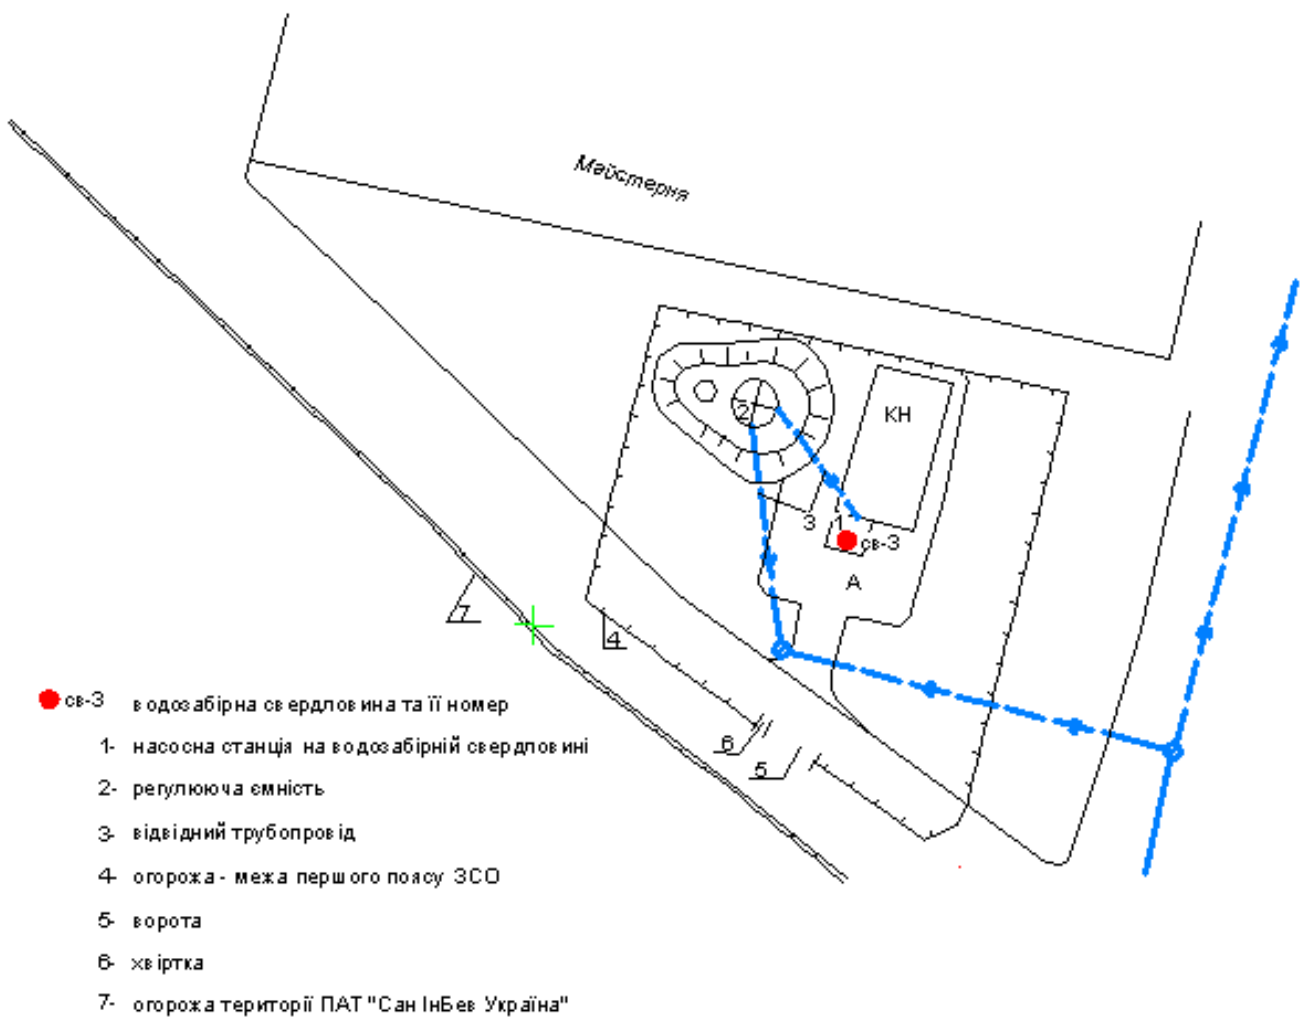 Майстерня
2
КН
3
1
св-3
А
7
4
6
5
св-3 водозабірна свердловина та її номер
1- насосна станція на водозабірній свердловині
2- регулююча ємність
3- відвідний трубопровід
4- огорожа - межа першого поясу ЗСО
5- ворота
6- хвіртка
7- огорожа території ПАТ "Сан ІнБев Україна"